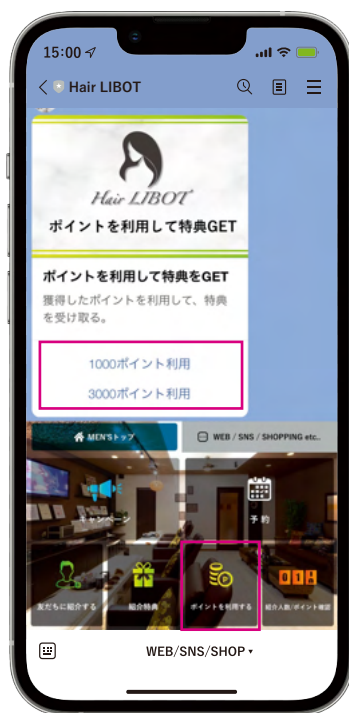 15:00
Hair LIBOT
Hair LIBOT
ポイントを利用して特典GET
ポイントを利用して特典をGET
獲得したポイントを利用して、特典
を受け取る。
1000ポイント利用
3000ポイント利用
MEN'Sトップ
WEB / SNS / SHOPPING etc..
キャンペーン
予約
友だちに紹介する
紹介特典
ポイントを利用する
紹介人数/ポイント確認
WEB/SNS/SHOP